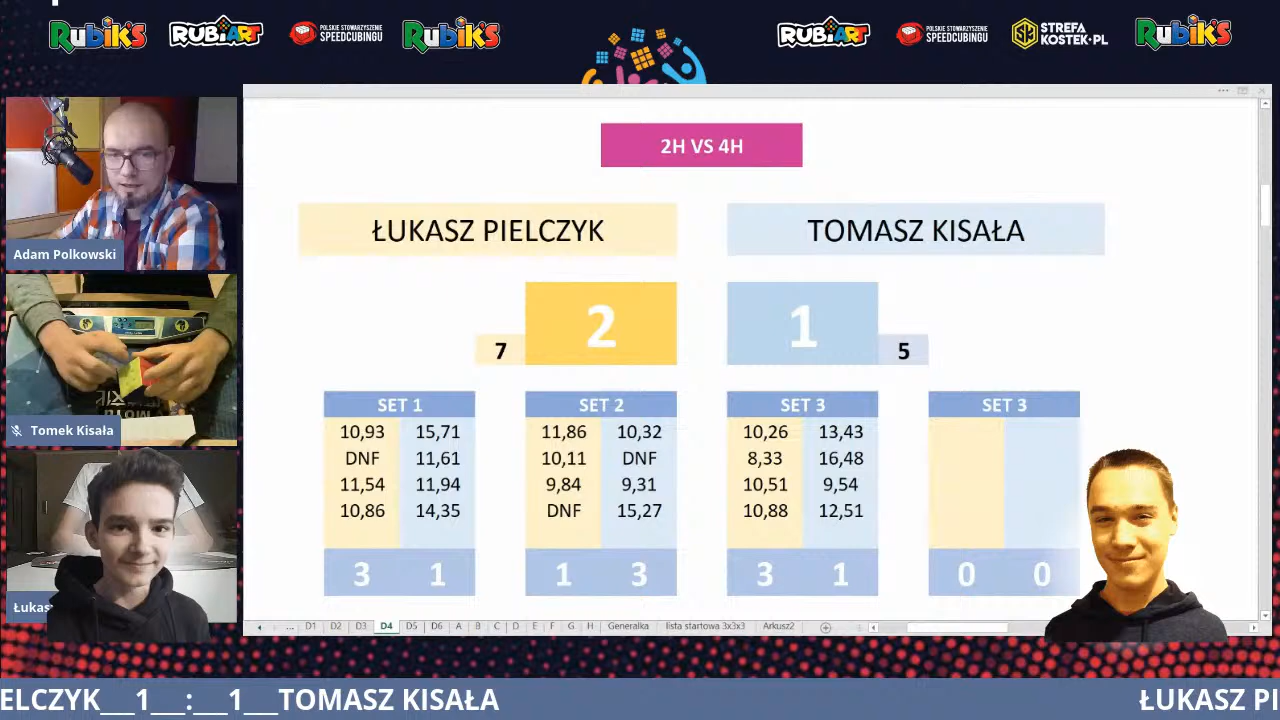 RUBIK'S
RUBIART
POLSKIE STOWARZYSZENIE
SPEEDCUBINGU
RUBIK'S
RUBIART
POLSKIE STOWARZYSZENIE
SPEEDCUBINGU
STREFA
KOSTEK.PL
RUBIK'S
Adam Polkowski
Tomek Kisała
Łukas
2H VS 4H
ŁUKASZ PIELCZYK
TOMASZ KISAŁA
7 2 1 5
SET 1
10,93 15,71
DNF 11,61
11,54 11,94
10,86 14,35
3 1
SET 2
11,86 10,32
10,11 DNF
9,84 9,31
DNF 15,27
1 3
SET 3
10,26 13,43
8,33 16,48
10,51 9,54
10,88 12,51
3 1
SET 3
0 0
... D1 D2 D3 D4 D5 D6 A B C D E F G H Generalka lista startowa 3x3x3 Arkusz2
ELCZYK___1___:___1___TOMASZ KISAŁA
ŁUKASZ PI